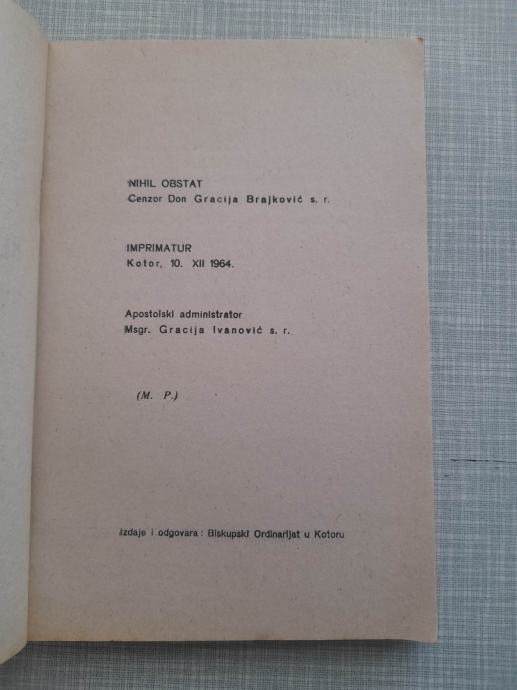 NIHIL OBSTAT
Cenzor Don Gracija Brajković s. r.
IMPRIMATUR
Kotor, 10. XII 1964.
Apostolski administrator
Msgr. Gracija Ivanović s. r.
(M. P.)
Izdaje i odgovara: Biskupski Ordinarijat u Kotoru